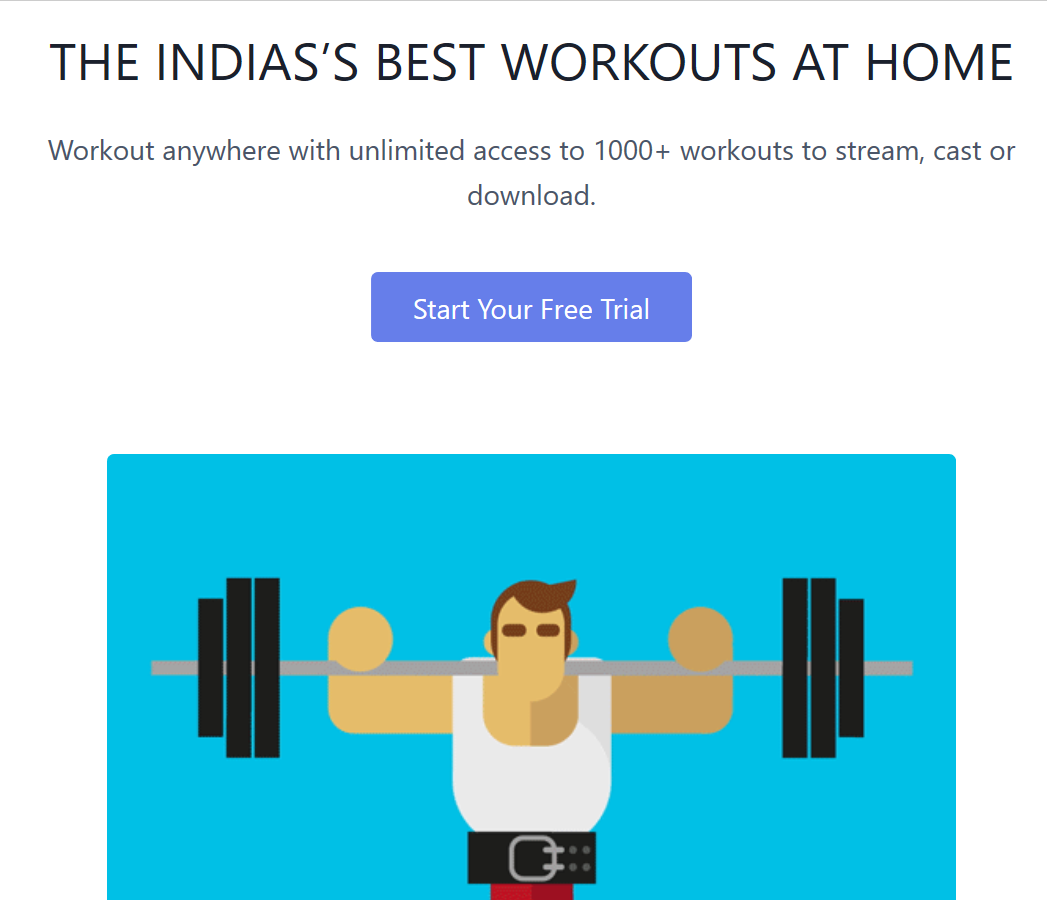 THE INDIAS’S BEST WORKOUTS AT HOME
Workout anywhere with unlimited access to 1000+ workouts to stream, cast or
download.
Start Your Free Trial